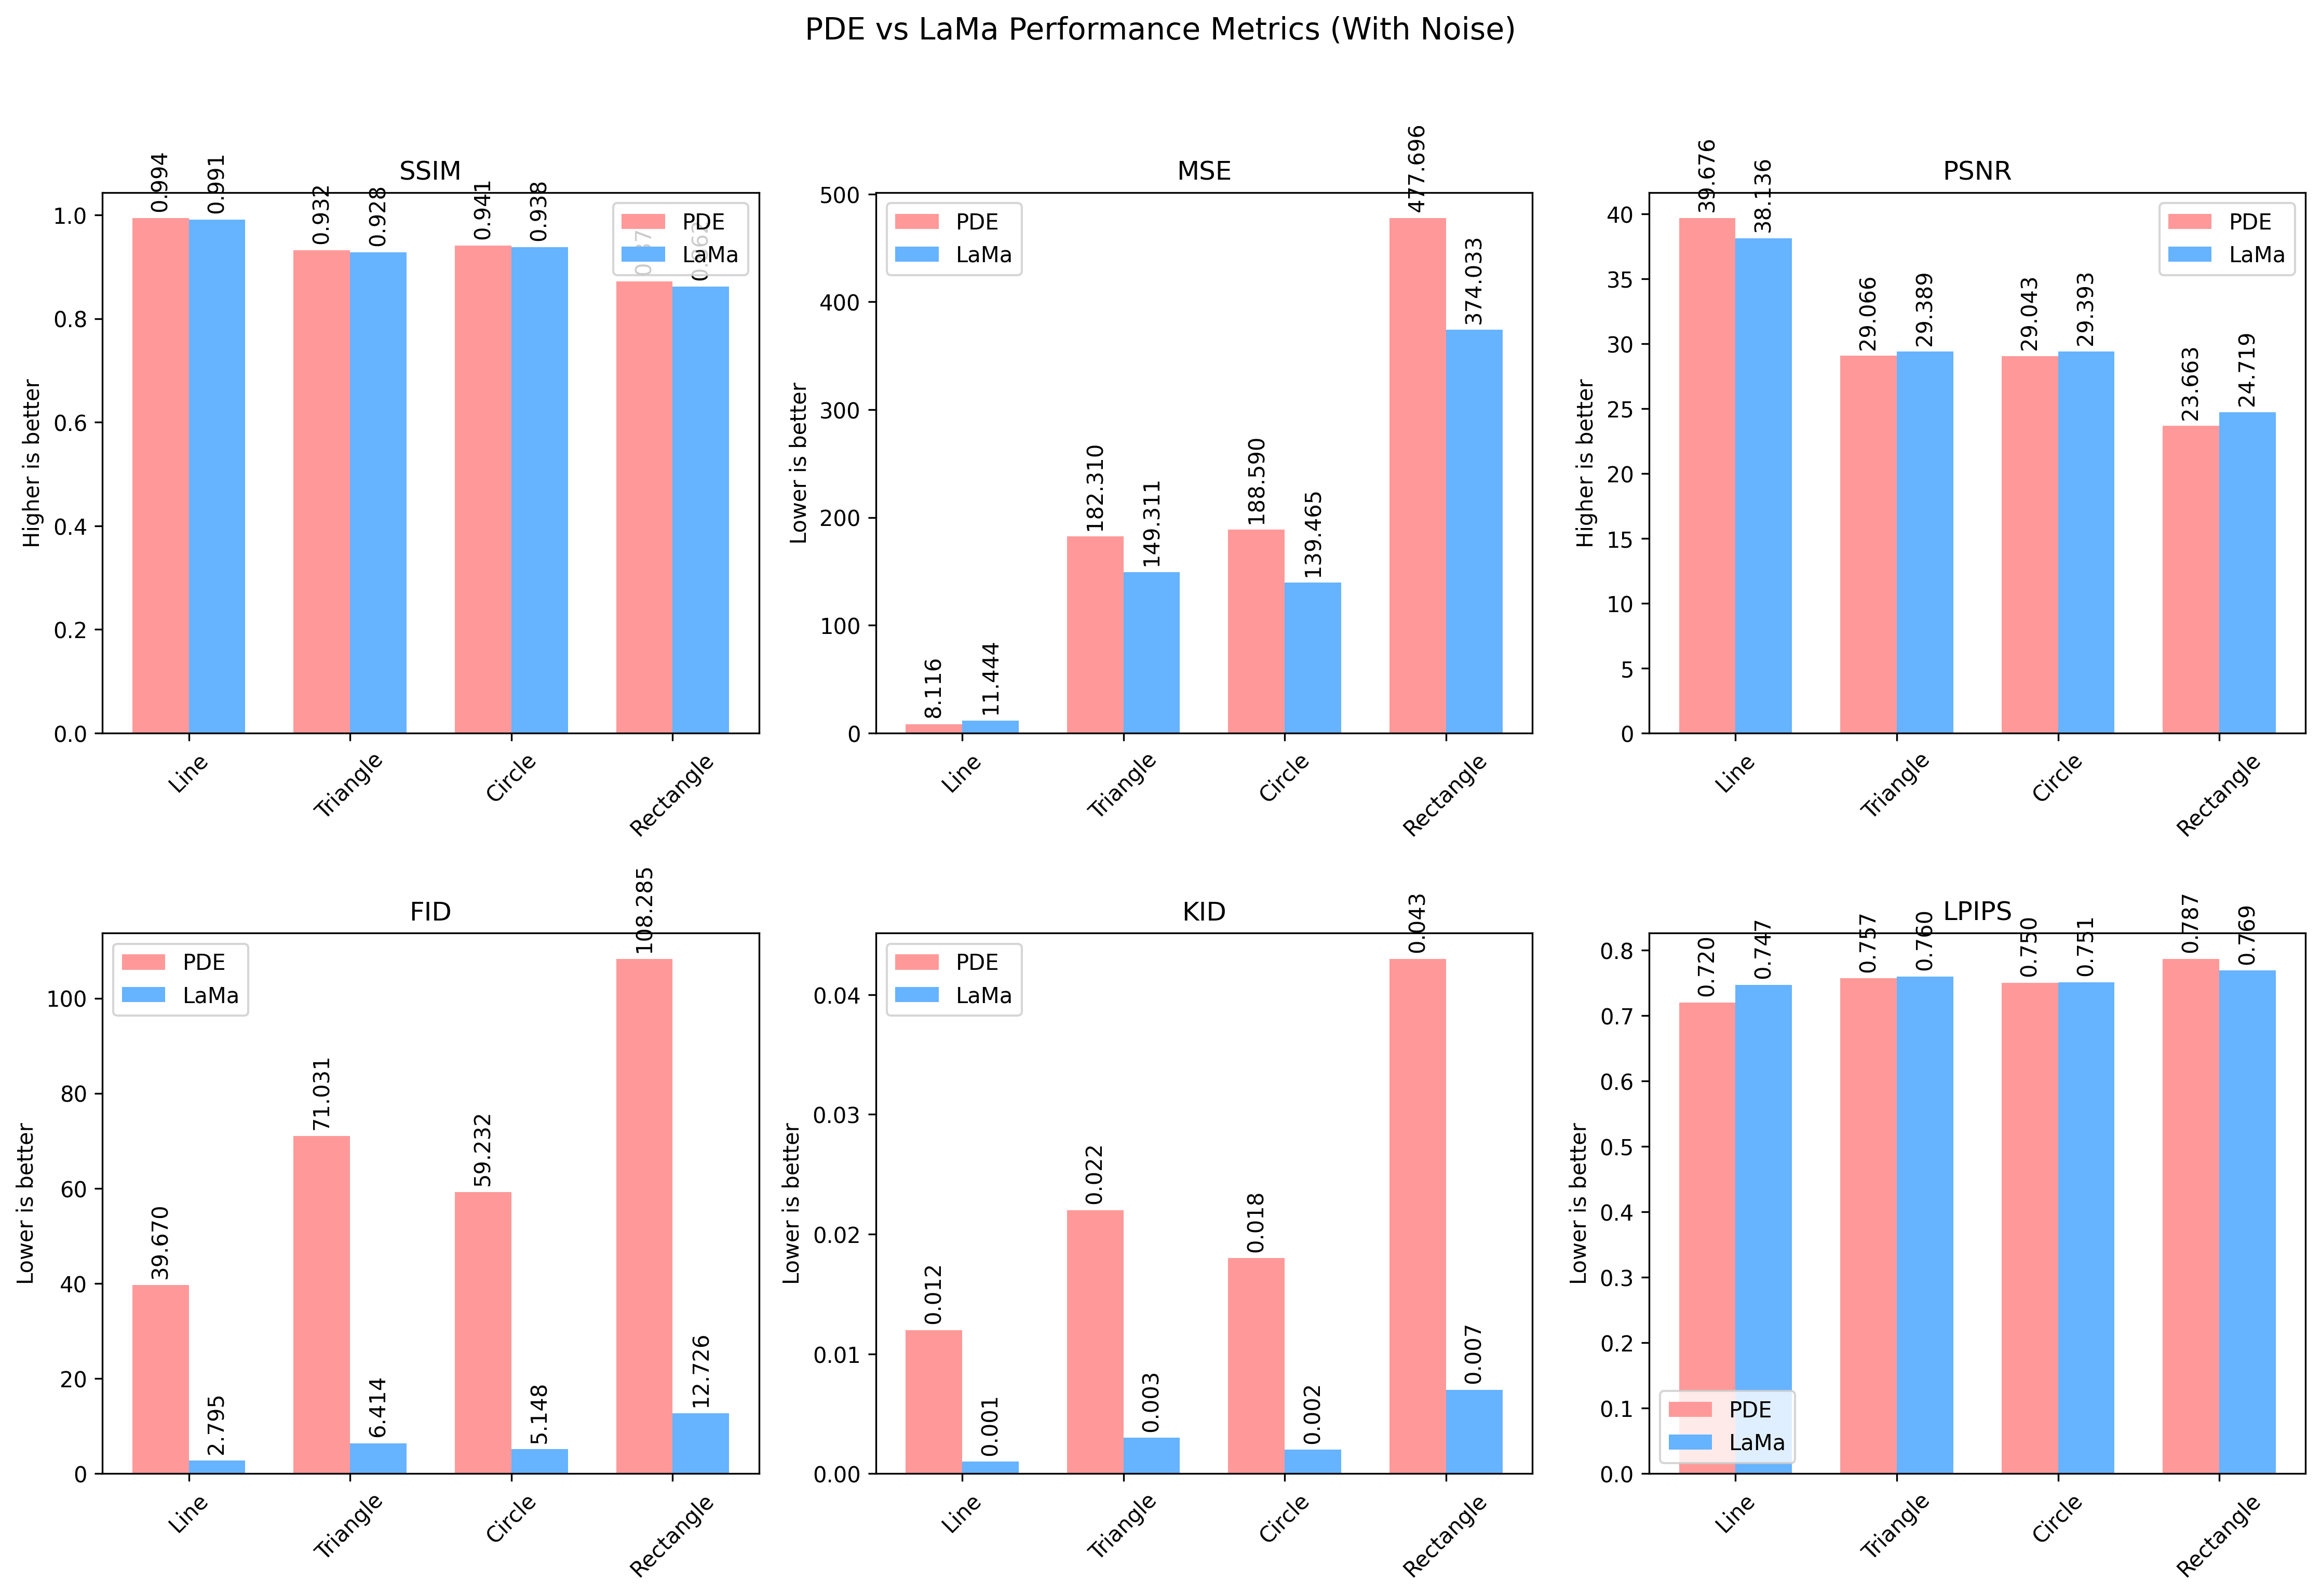 PDE vs LaMa Performance Metrics (With Noise)
SSIM
Higher is better
1.0
0.8
0.6
0.4
0.2
0.0
0.994
0.991
0.932
0.928
0.941
0.938
PDE
LaMa
Line
Triangle
Circle
Rectangle
MSE
Lower is better
500
400
300
200
100
0
8.116
11.444
182.310
149.311
188.590
139.465
477.696
374.033
PDE
LaMa
Line
Triangle
Circle
Rectangle
PSNR
Higher is better
40
35
30
25
20
15
10
5
0
39.676
38.136
29.066
29.389
29.043
29.393
23.663
24.719
PDE
LaMa
Line
Triangle
Circle
Rectangle
FID
Lower is better
100
80
60
40
20
0
39.670
2.795
71.031
6.414
59.232
5.148
108.285
12.726
PDE
LaMa
Line
Triangle
Circle
Rectangle
KID
Lower is better
0.04
0.03
0.02
0.01
0.00
0.012
0.001
0.022
0.003
0.018
0.002
0.043
0.007
PDE
LaMa
Line
Triangle
Circle
Rectangle
LPIPS
Lower is better
0.8
0.7
0.6
0.5
0.4
0.3
0.2
0.1
0.0
0.720
0.747
0.757
0.760
0.750
0.751
0.787
0.769
PDE
LaMa
Line
Triangle
Circle
Rectangle